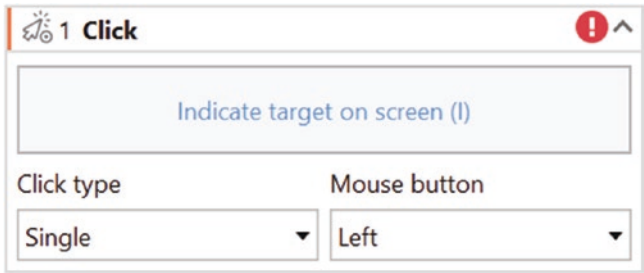 1 Click
Indicate target on screen (I)
Click type Mouse button
Single Left